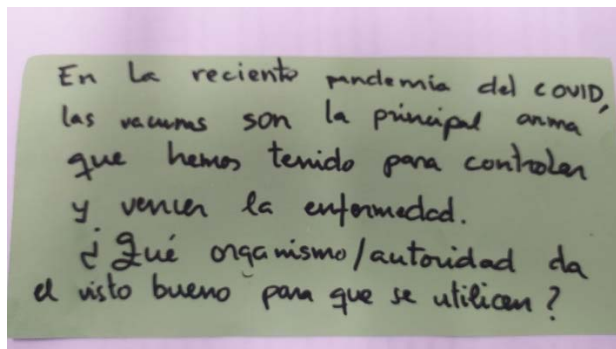 En la reciente pandemia del COVID,
las vacunas son la principal arma
que hemos tenido para controlar
y vencer la enfermedad.
¿Qué organismo/autoridad da
el visto bueno para que se utilicen?